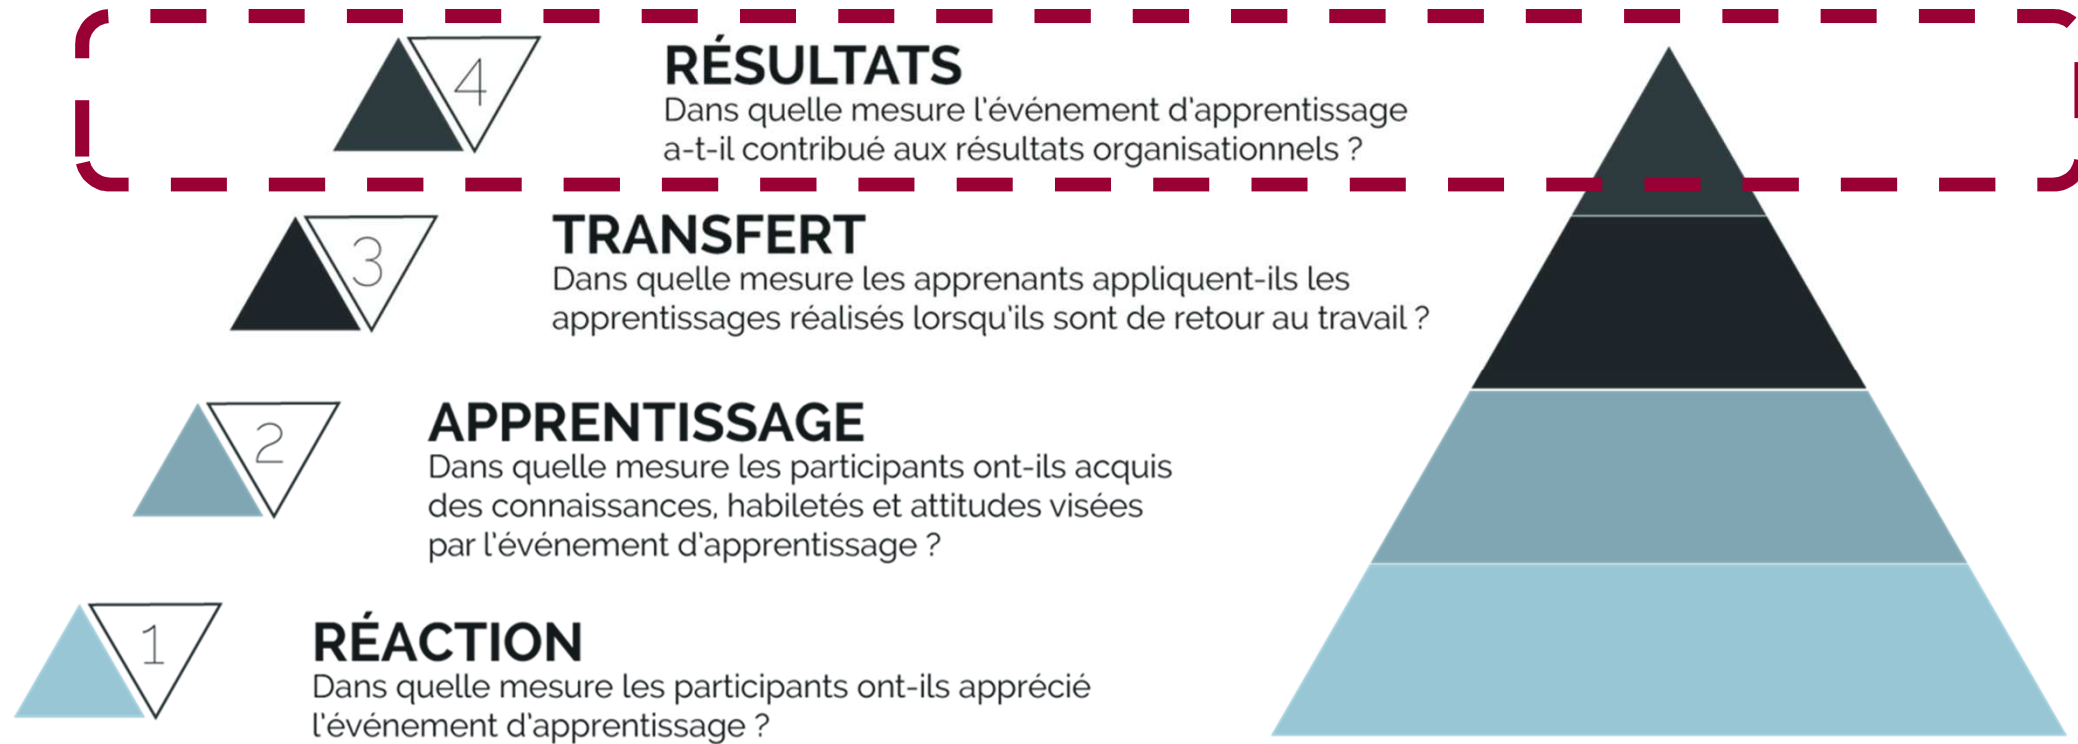 4
RÉSULTATS
Dans quelle mesure l'événement d'apprentissage
a-t-il contribué aux résultats organisationnels ?
3
TRANSFERT
Dans quelle mesure les apprenants appliquent-ils les
apprentissages réalisés lorsqu'ils sont de retour au travail ?
2
APPRENTISSAGE
Dans quelle mesure les participants ont-ils acquis
des connaissances, habiletés et attitudes visées
par l'événement d'apprentissage ?
1
RÉACTION
Dans quelle mesure les participants ont-ils apprécié
l'événement d'apprentissage ?